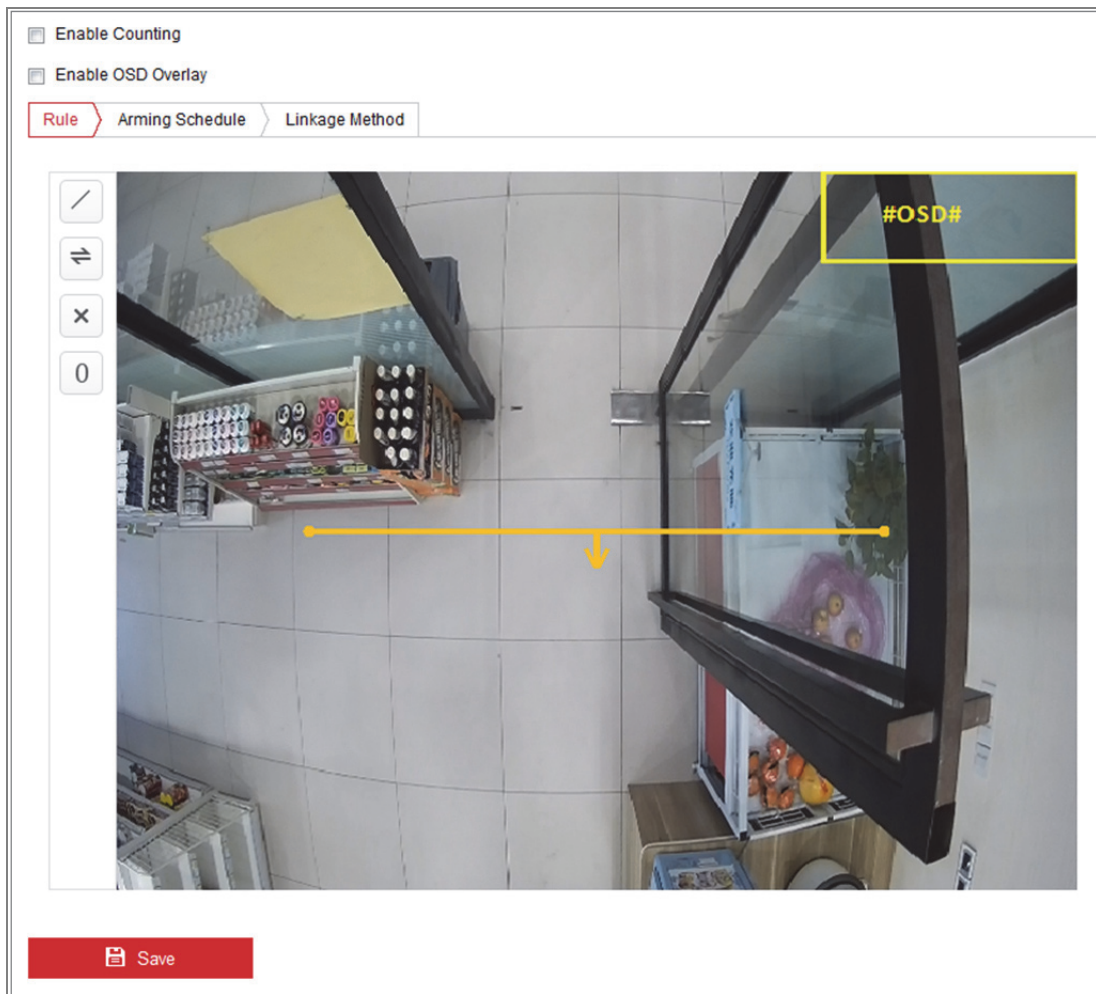 Enable Counting
Enable OSD Overlay
Rule
Arming Schedule
Linkage Method
#OSD#
0
Save